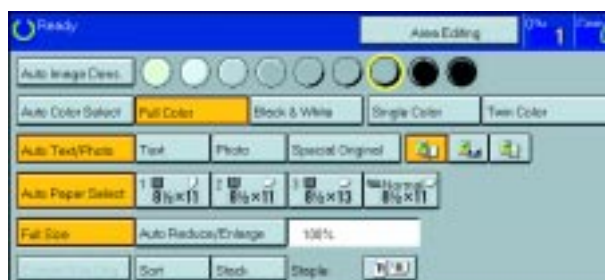 Ready
Area Editing
1
Auto Image Dens.
Auto Color Select Full Color Black & White Single Color Twin Color
Auto Text/Photo Text Photo Special Original
Auto Paper Select 1 8½×11 2 8½×11 3 8½×13 Normal 8½×11
Full Size Auto Reduce/Enlarge 100%
Sort Stack Staple: